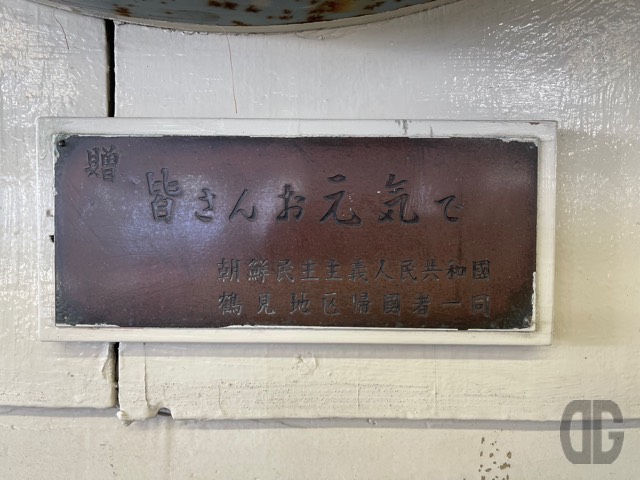 贈
皆さんお元気で
朝鮮民主主義人民共和國
鶴見地区帰國者一同
DG